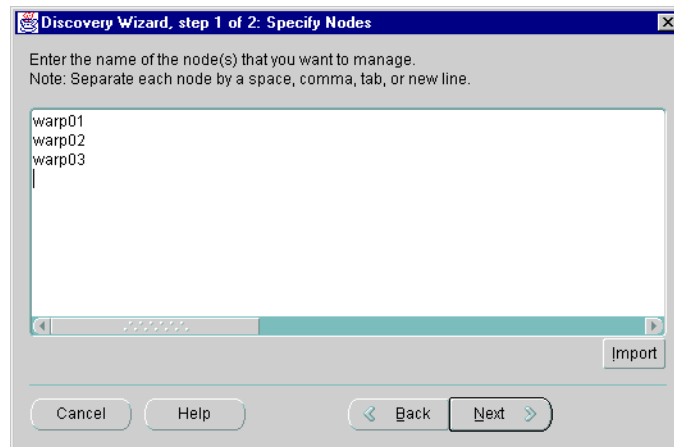 Discovery Wizard, step 1 of 2: Specify Nodes
Enter the name of the node(s) that you want to manage.
Note: Separate each node by a space, comma, tab, or new line.
warp01
warp02
warp03
Import
Cancel Help Back Next